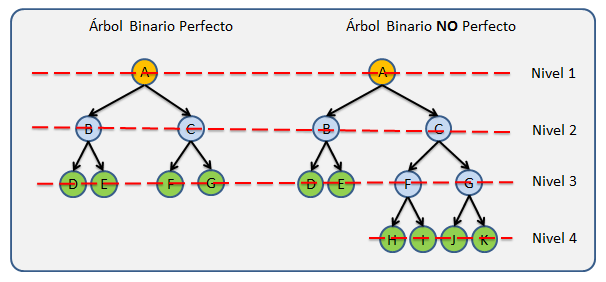 Árbol Binario Perfecto
Árbol Binario NO Perfecto
A
A
Nivel 1
B
C
B
C
Nivel 2
D
E
F
G
D
E
F
G
Nivel 3
H
I
J
K
Nivel 4